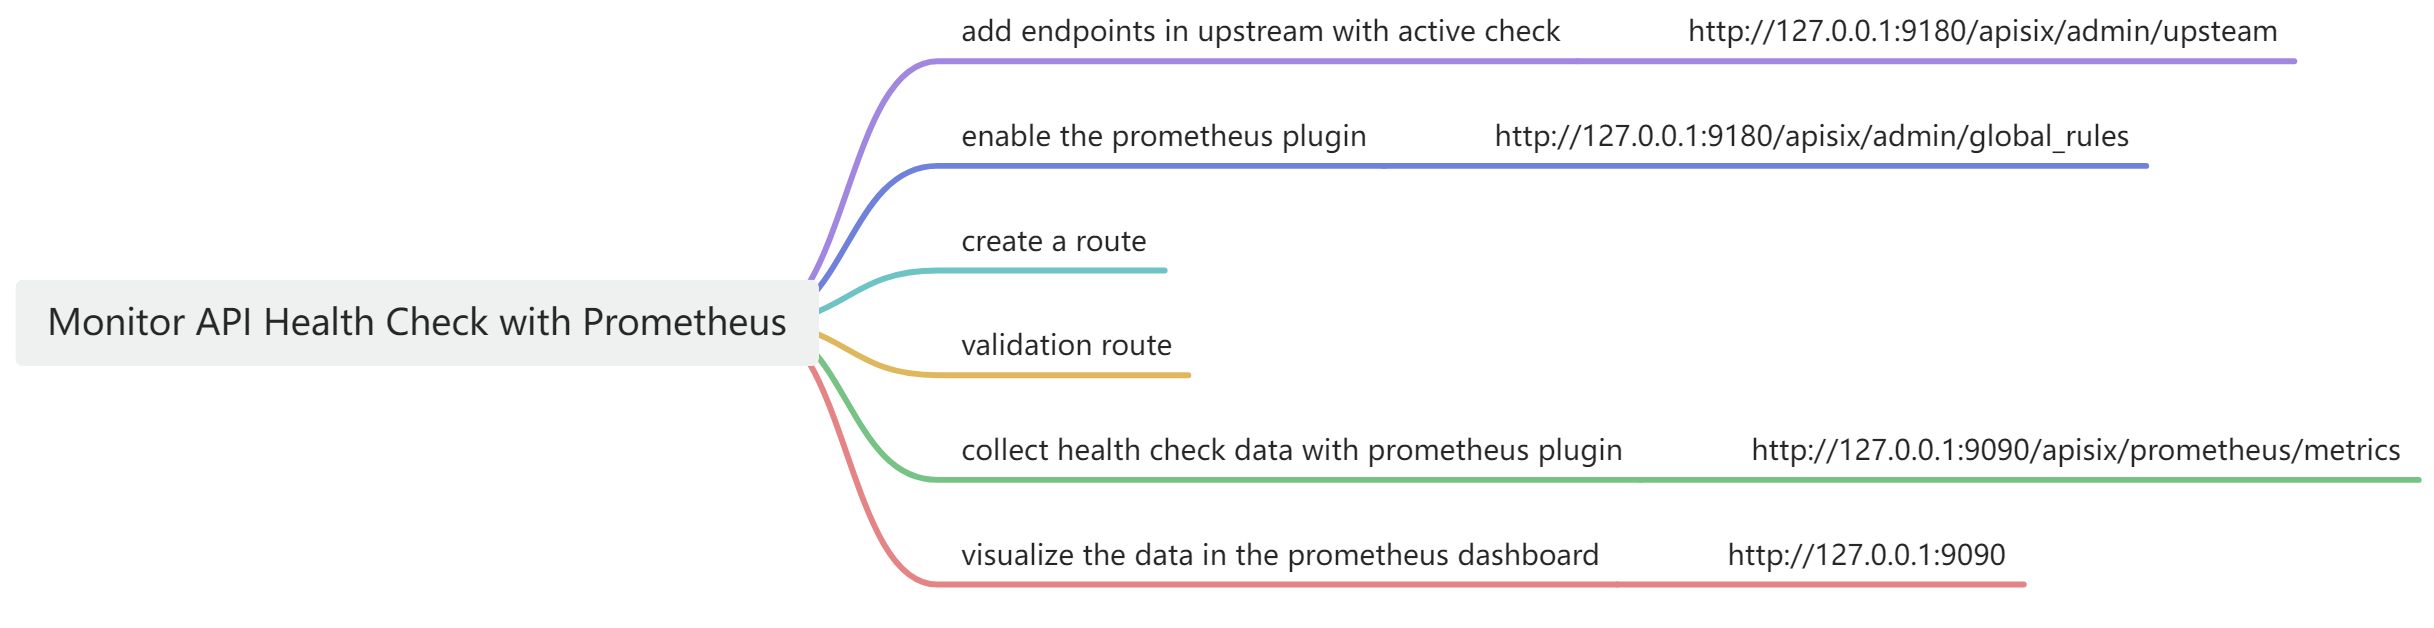 add endpoints in upstream with active check http://127.0.0.1:9180/apisix/admin/upsteam
enable the prometheus plugin http://127.0.0.1:9180/apisix/admin/global_rules
create a route
Monitor API Health Check with Prometheus
validation route
collect health check data with prometheus plugin http://127.0.0.1:9090/apisix/prometheus/metrics
visualize the data in the prometheus dashboard http://127.0.0.1:9090